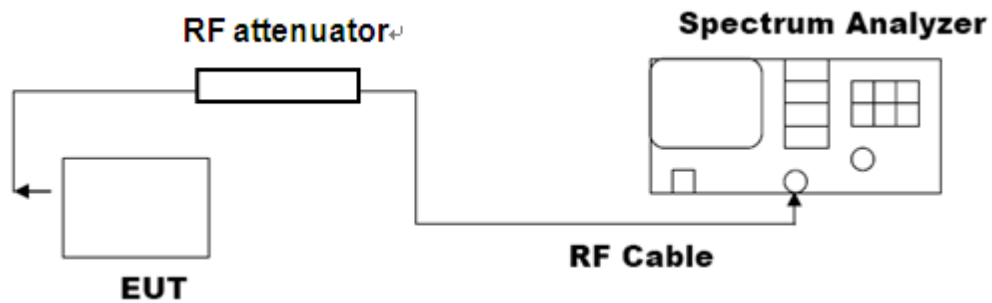 RF attenuator
Spectrum Analyzer
RF Cable
EUT